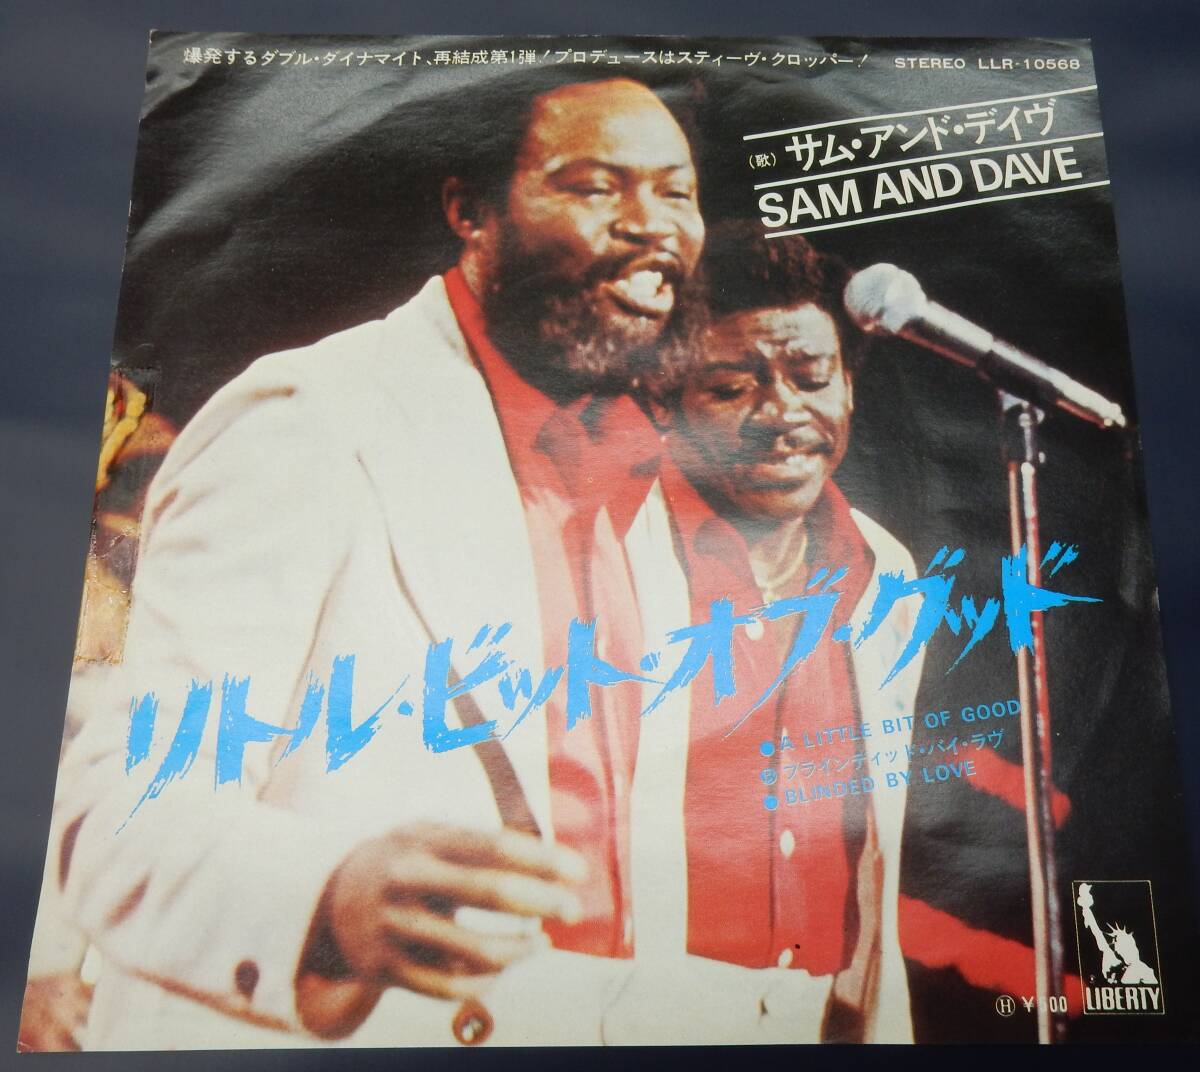 爆発するダブル・ダイナマイト、再結成第1弾!プロデュースはスティーヴ・クロッパー!
STEREO LLR-10568
(歌) サム・アンド・デイヴ
SAM AND DAVE
リトル・ビット・オブ・グッド
● A LITTLE BIT OF GOOD
Ⓑ ブラインディッド・バイ・ラヴ
● BLINDED BY LOVE
Ⓗ ¥600
LIBERTY